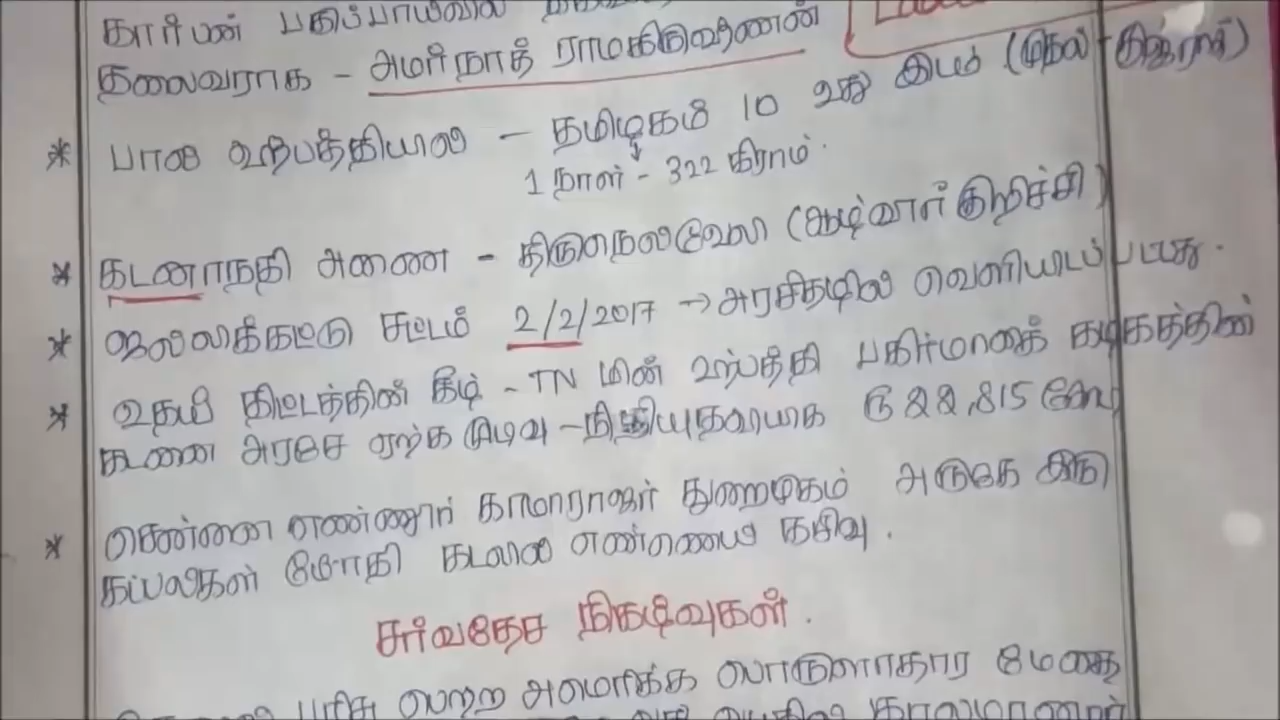 கார்பன் பகுப்பாய்வில்
தலைவராக - அமர்நாத் ராமகிருஷ்ணன்
* பால் உற்பத்தியில் - தமிழகம் 10 வது இடம் (முதல் - குஜராத்)
1 நாள் - 322 கிராம்.
* கடனாநதி அணை - திருநெல்வேலி (ஆழ்வார் குறிச்சி)
* ஜல்லிக்கட்டு சட்டம் 2/2/2017 → அரசிதழில் வெளியிடப்பட்டது.
* உதய் திட்டத்தின் கீழ் - TN மின் உற்பத்தி பகிர்மானக் கழகத்தின்
கடனை அரசே ஏற்க முடிவு - நிதியுதவியாக ரூ 22,815 கோடி
* சென்னை எண்ணூர் காமராஜர் துறைமுகம் அருகே இரு
கப்பல்கள் மோதி கடலில் எண்ணெய் கசிவு.
சர்வதேச நிகழ்வுகள்.
பரிசு பெற்ற அமெரிக்க பொருளாதார மேதை
காலமானார்